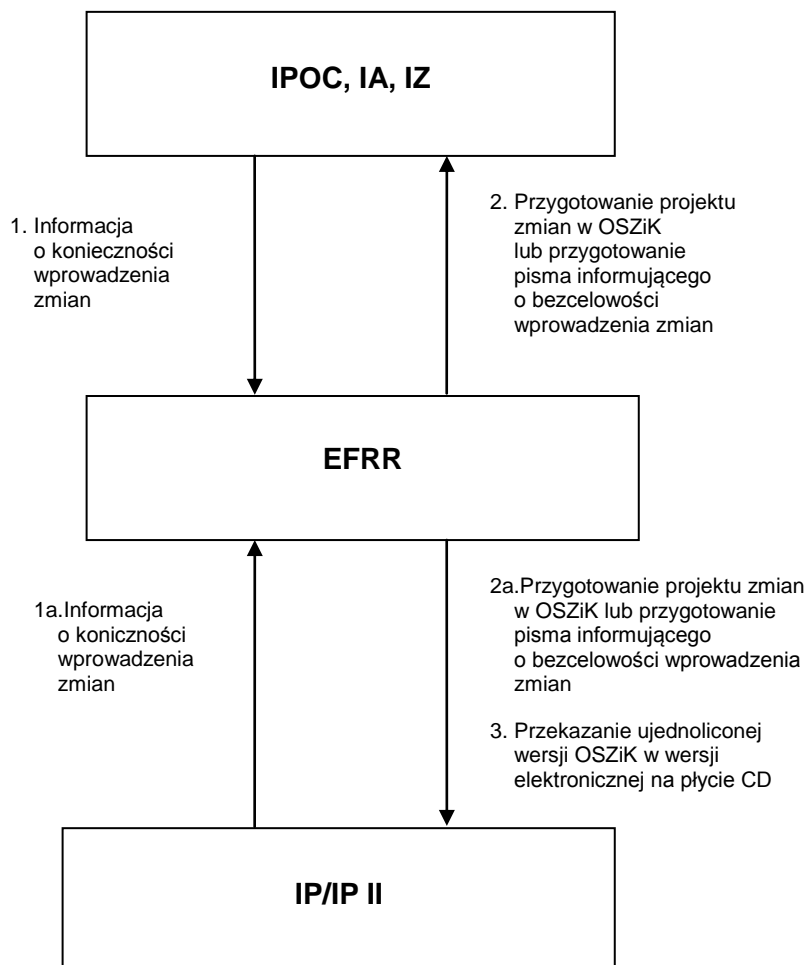 IPOC, IA, IZ
1. Informacja
o konieczności
wprowadzenia
zmian
2. Przygotowanie projektu
zmian w OSZiK
lub przygotowanie
pisma informującego
o bezcelowości
wprowadzenia zmian
EFRR
1a.Informacja
o koniczności
wprowadzenia
zmian
2a.Przygotowanie projektu zmian
w OSZiK lub przygotowanie
pisma informującego
o bezcelowości wprowadzenia
zmian
3. Przekazanie ujednoliconej
wersji OSZiK w wersji
elektronicznej na płycie CD
IP/IP II